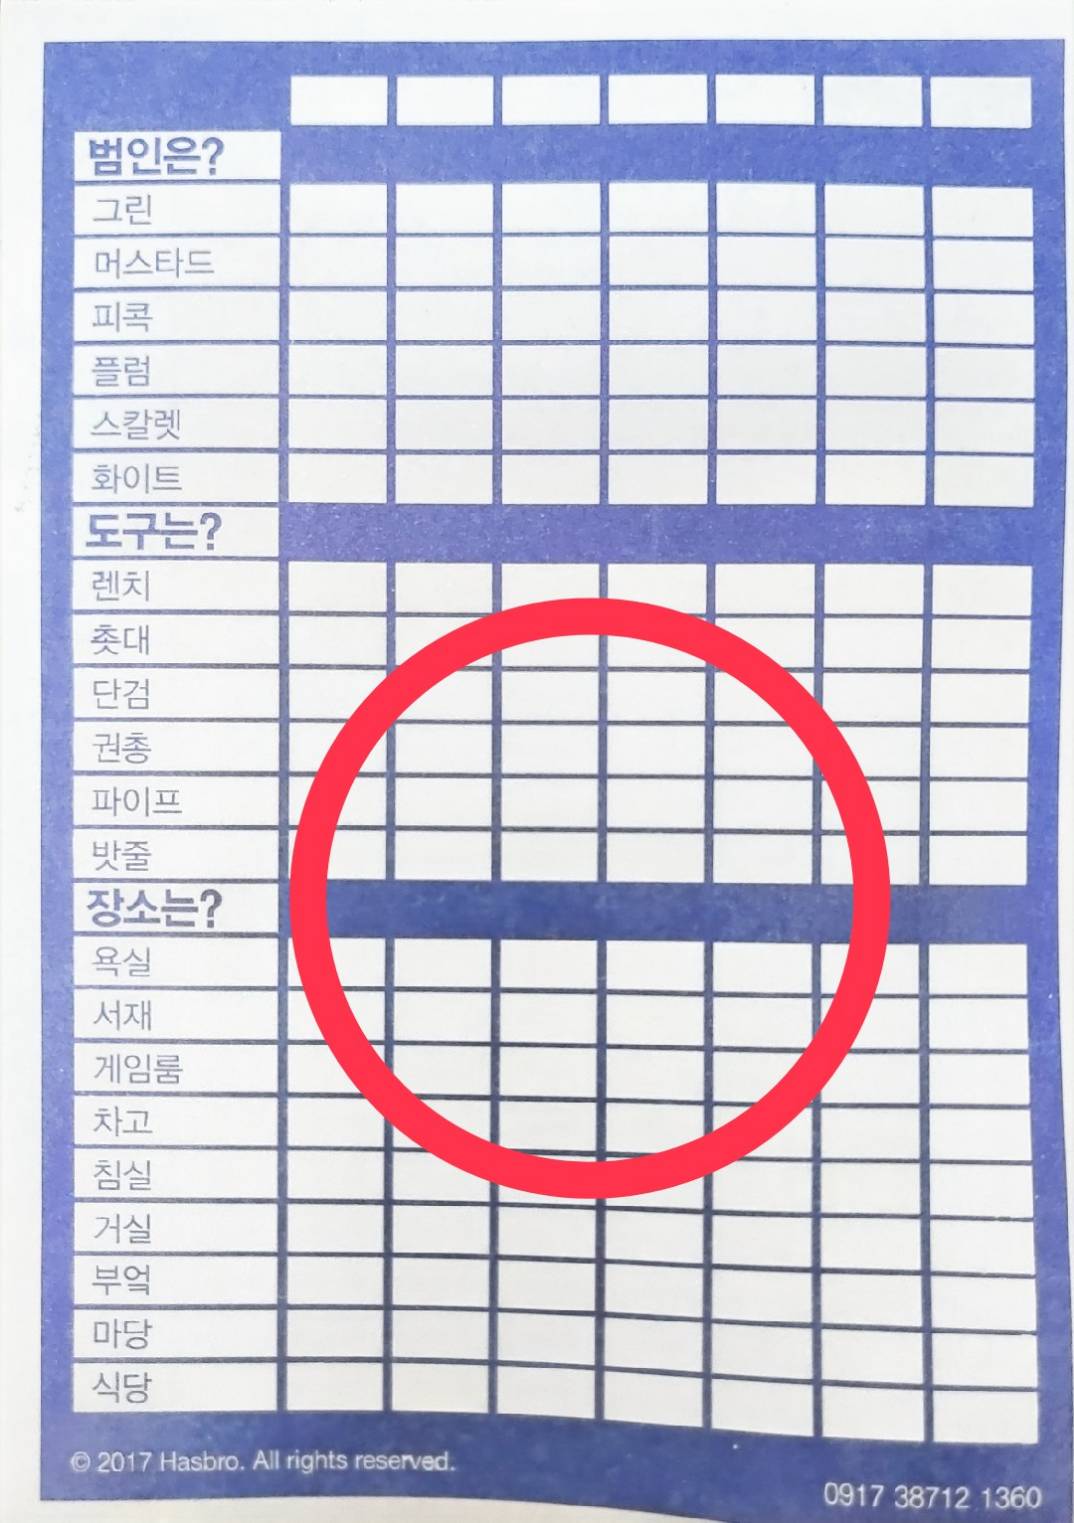 범인은?
그린
머스타드
피콕
플럼
스칼렛
화이트
도구는?
렌치
촛대
단검
권총
파이프
밧줄
장소는?
욕실
서재
게임룸
차고
침실
거실
부엌
마당
식당
© 2017 Hasbro. All rights reserved.
0917 38712 1360